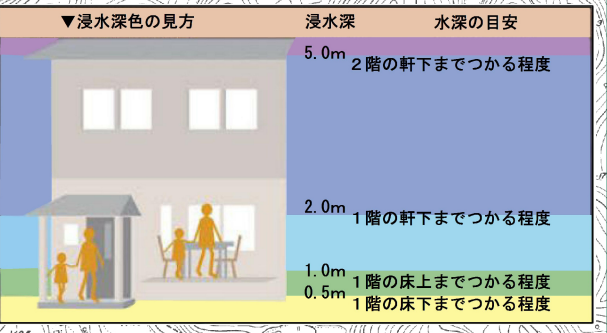 ▼浸水深色の見方 浸水深 水深の目安
5.0m 2階の軒下までつかる程度
2.0m 1階の軒下までつかる程度
1.0m 1階の床上までつかる程度
0.5m 1階の床下までつかる程度